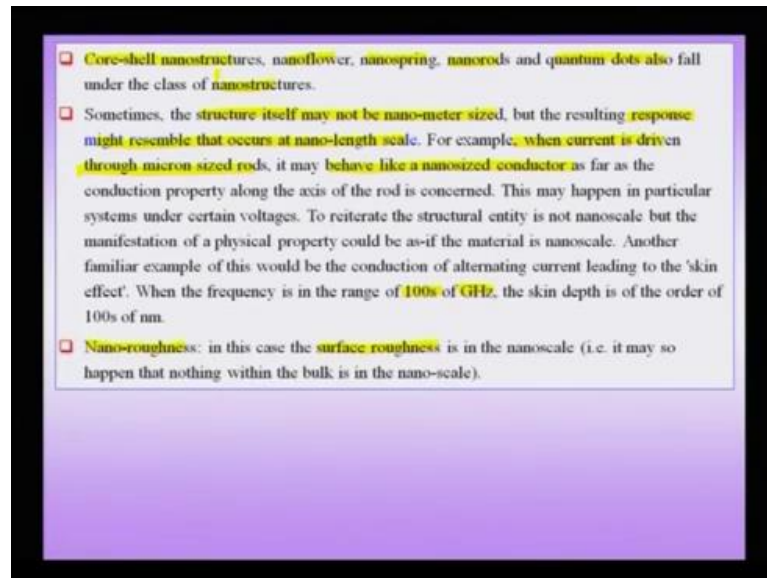 Core-shell nanostructures, nanoflower, nanospring, nanorods and quantum dots also fall
under the class of nanostructures.
Sometimes, the structure itself may not be nano-meter sized, but the resulting response
might resemble that occurs at nano-length scale. For example, when current is driven
through micron sized rods, it may behave like a nanosized conductor as far as the
conduction property along the axis of the rod is concerned. This may happen in particular
systems under certain voltages. To reiterate the structural entity is not nanoscale but the
manifestation of a physical property could be as-if the material is nanoscale. Another
familiar example of this would be the conduction of alternating current leading to the 'skin
effect'. When the frequency is in the range of 100s of GHz, the skin depth is of the order of
100s of nm.
Nano-roughness: in this case the surface roughness is in the nanoscale (i.e. it may so
happen that nothing within the bulk is in the nano-scale).